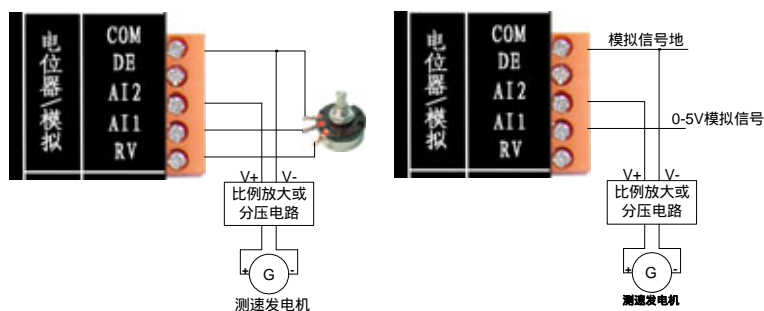 电位器/模拟
COM
DE
AI2
AI1
RV
V+ V-
比例放大或
分压电路
+ G -
测速发电机
电位器/模拟
COM
DE
AI2
AI1
RV
模拟信号地
0-5V模拟信号
V+ V-
比例放大或
分压电路
+ G -
测速发电机